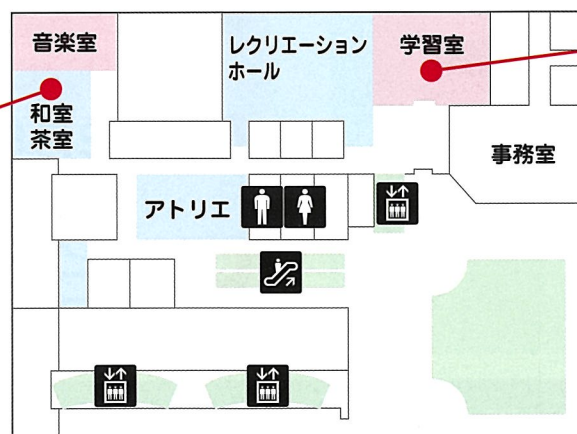 音楽室
レクリエーション
ホール
学習室
和室
茶室
事務室
アトリエ